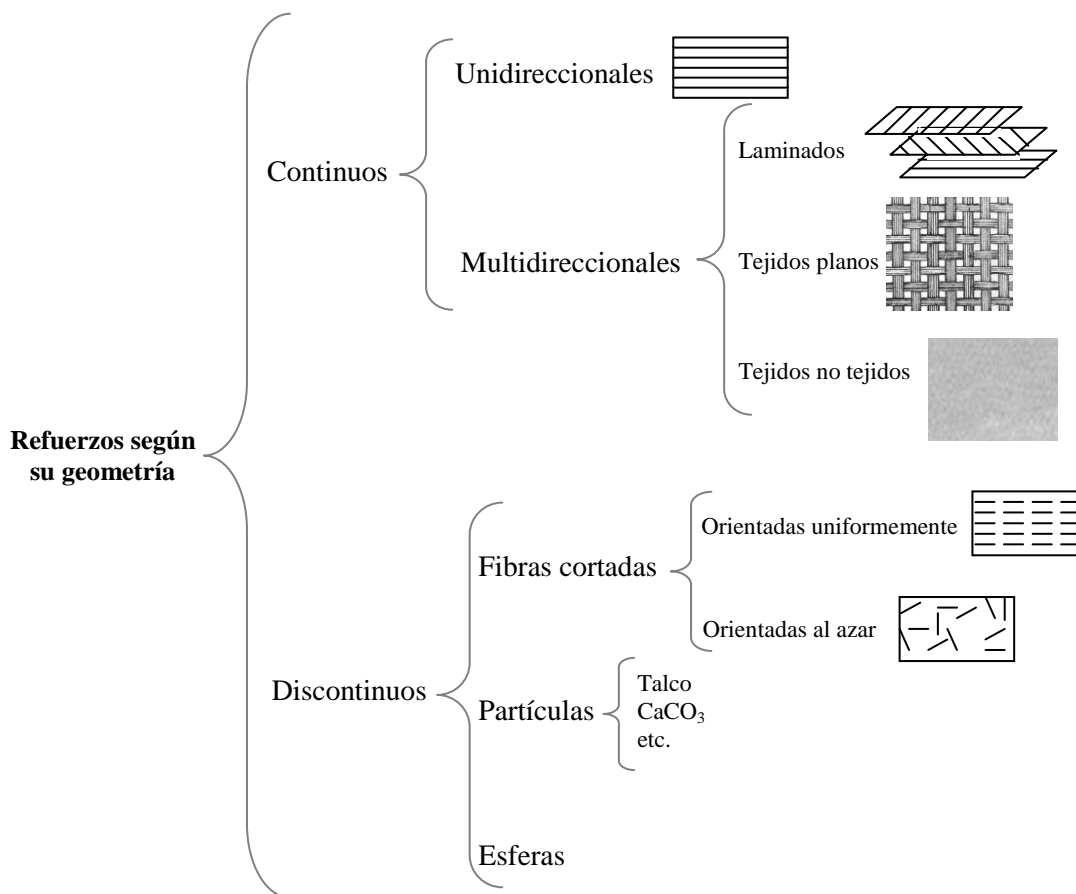 Refuerzos según
su geometría
Continuos
Unidireccionales
Multidireccionales
Laminados
Tejidos planos
Tejidos no tejidos
Discontinuos
Fibras cortadas
Orientadas uniformemente
Orientadas al azar
Partículas
Talco
CaCO₃
etc.
Esferas